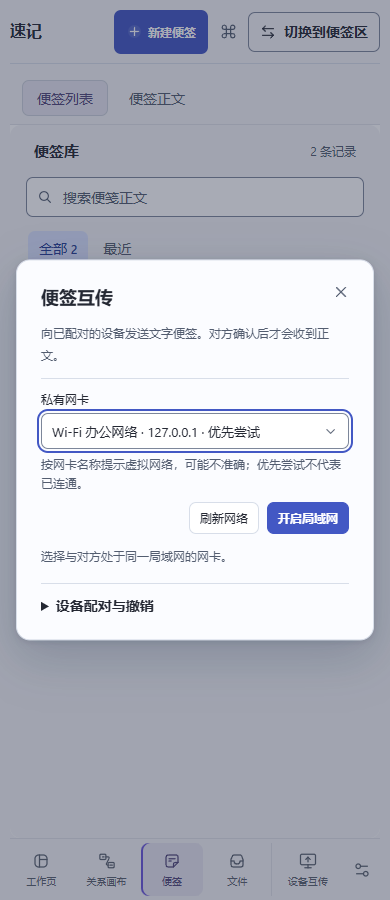 速记
新建便签
切换到便签区
便签列表
便签正文
便签库
2 条记录
搜索便笺正文
全部 2
最近
便签互传
向已配对的设备发送文字便签。对方确认后才会收到正
文。
私有网卡
Wi-Fi 办公网络 · 127.0.0.1 · 优先尝试
按网卡名称提示虚拟网络，可能不准确；优先尝试不代表
已连通。
刷新网络
开启局域网
选择与对方处于同一局域网的网卡。
设备配对与撤销
工作页
关系画布
便签
文件
设备互传